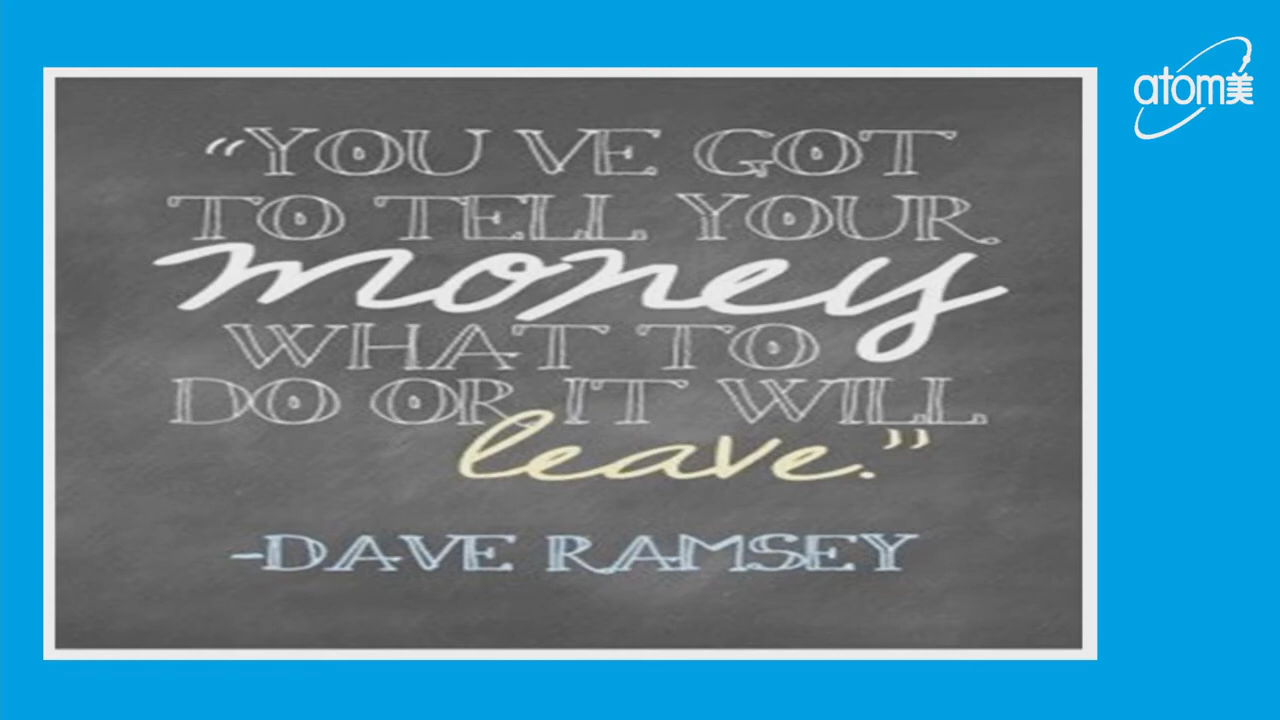 “YOU VE GOT
TO TELL YOUR
money
WHAT TO
DO OR IT WILL
leave.”
-DAVE RAMSEY
atom美